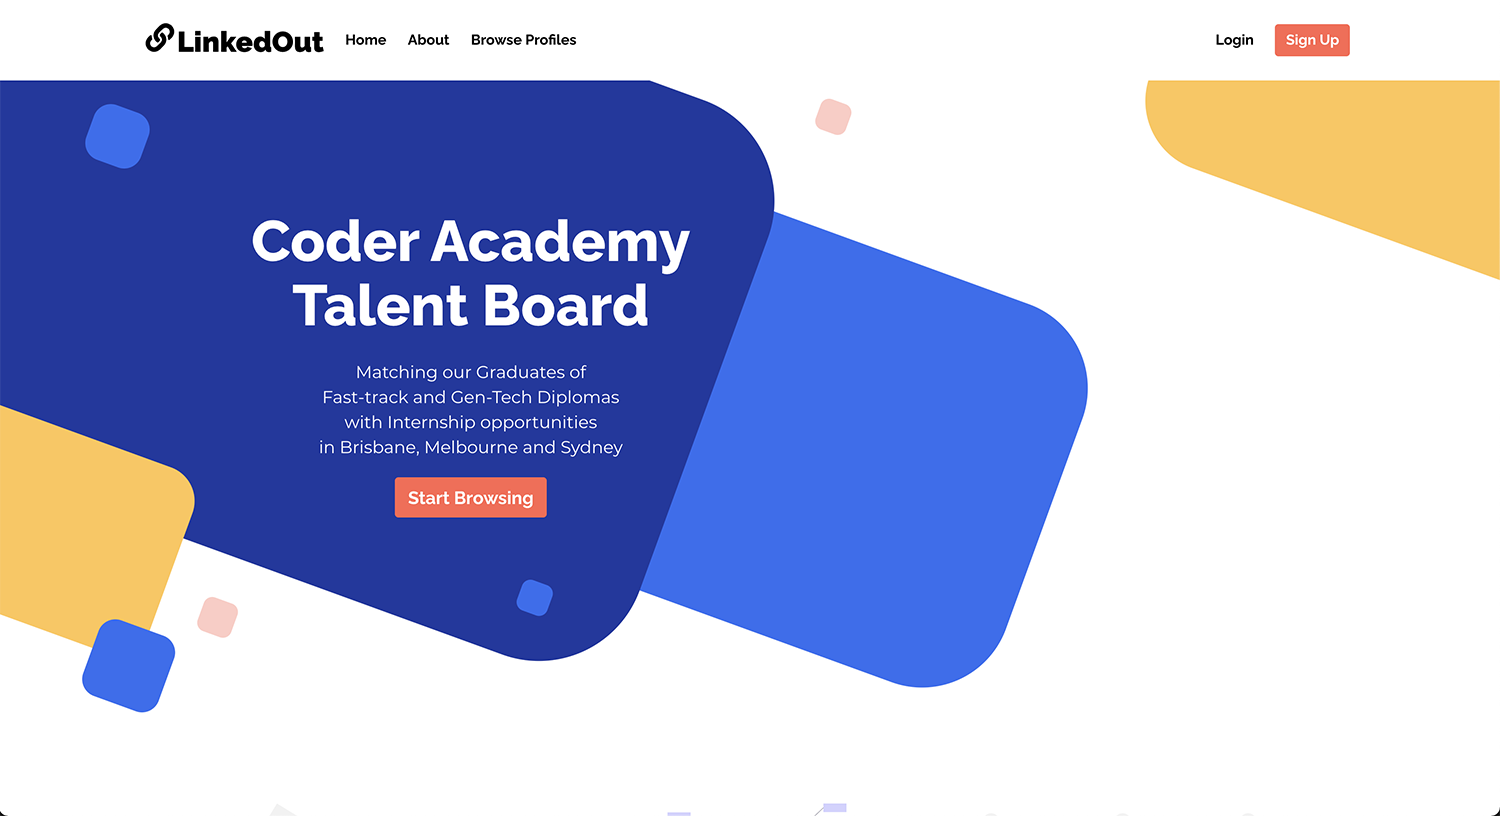 LinkedOut Home About Browse Profiles Login Sign Up
Coder Academy
Talent Board
Matching our Graduates of
Fast-track and Gen-Tech Diplomas
with Internship opportunities
in Brisbane, Melbourne and Sydney
Start Browsing